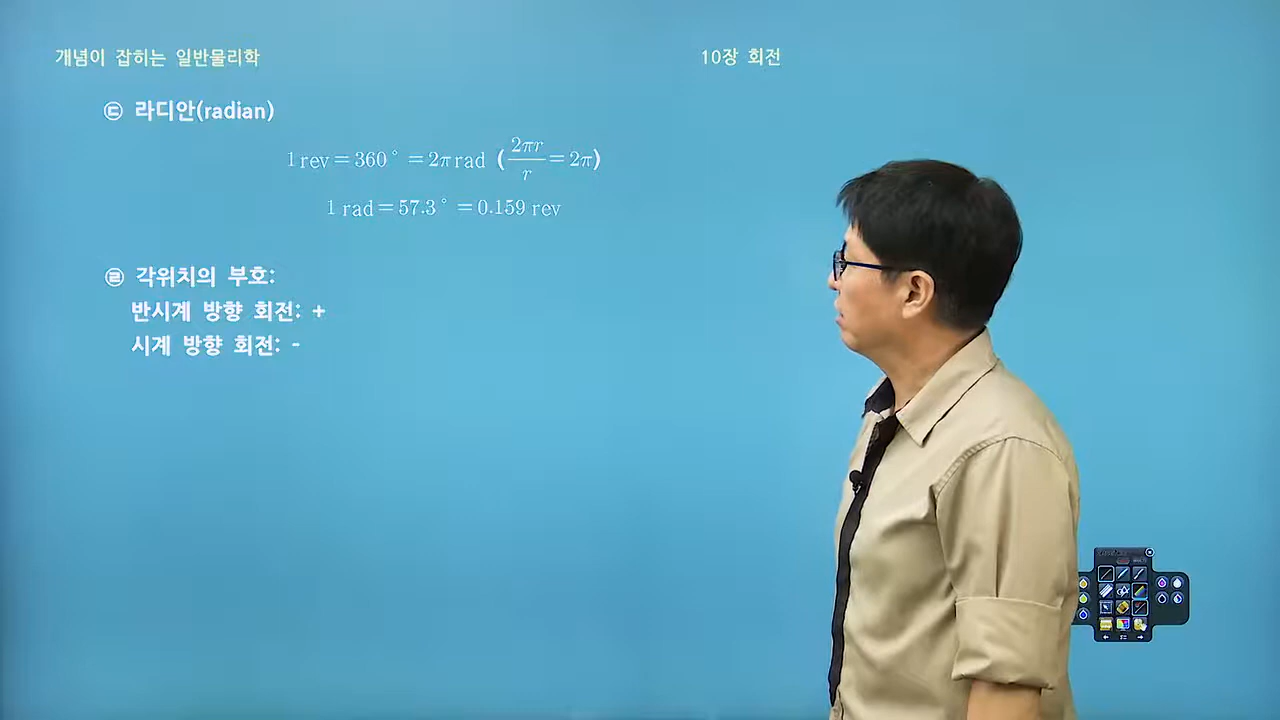 개념이 잡히는 일반물리학
10장 회전
㉢ 라디안(radian)
1 rev = 360° = 2π rad (2πr/r = 2π)
1 rad = 57.3° = 0.159 rev
㉣ 각위치의 부호:
반시계 방향 회전: +
시계 방향 회전: -